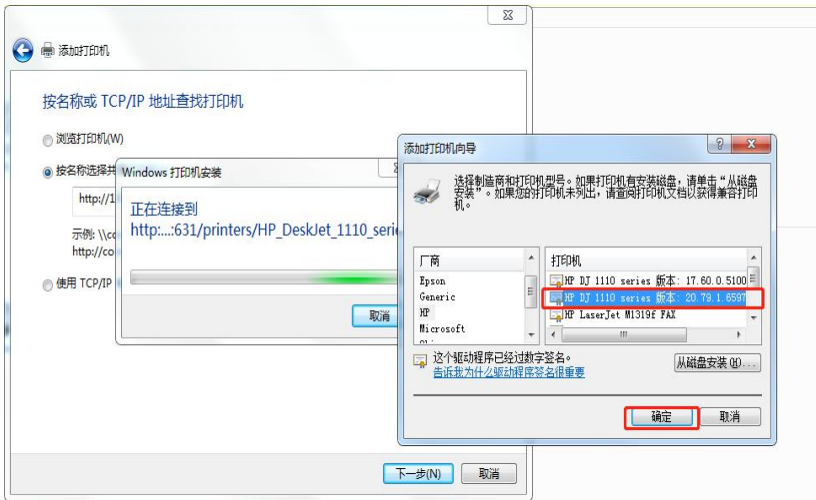 添加打印机
按名称或 TCP/IP 地址查找打印机
浏览打印机(W)
按名称选择共
http://1
示例: \\co
http://co
使用 TCP/IP
下一步(N)
取消
Windows 打印机安装
正在连接到
http:...:631/printers/HP_DeskJet_1110_seri
取消
添加打印机向导
选择制造商和打印机型号。如果打印机有安装磁盘，请单击“从磁盘
安装”。如果您的打印机未列出，请查阅打印机文档以获得兼容打印
机。
厂商
Epson
Generic
HP
Microsoft
打印机
HP DJ 1110 series 版本: 17.60.0.5100
HP DJ 1110 series 版本: 20.79.1.6597
HP LaserJet M1319f FAX
这个驱动程序已经过数字签名。
告诉我为什么驱动程序签名很重要
从磁盘安装(H)...
确定
取消